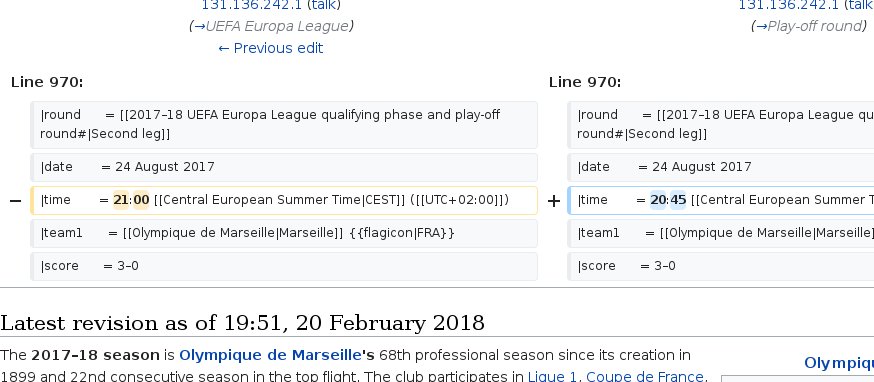 131.136.242.1 (talk)
(→UEFA Europa League)
← Previous edit
131.136.242.1 (talk
(→Play-off round)
Line 970:
|round = [[2017–18 UEFA Europa League qualifying phase and play-off
round#|Second leg]]
|date = 24 August 2017
− |time = 21:00 [[Central European Summer Time|CEST]] ([[UTC+02:00]])
|team1 = [[Olympique de Marseille|Marseille]] {{flagicon|FRA}}
|score = 3–0
Line 970:
|round = [[2017–18 UEFA Europa League qu
round#|Second leg]]
|date = 24 August 2017
+ |time = 20:45 [[Central European Summer T
|team1 = [[Olympique de Marseille|Marseille
|score = 3–0
Latest revision as of 19:51, 20 February 2018
The 2017–18 season is Olympique de Marseille's 68th professional season since its creation in
1899 and 22nd consecutive season in the top flight. The club participates in Ligue 1, Coupe de France,
Olympiq